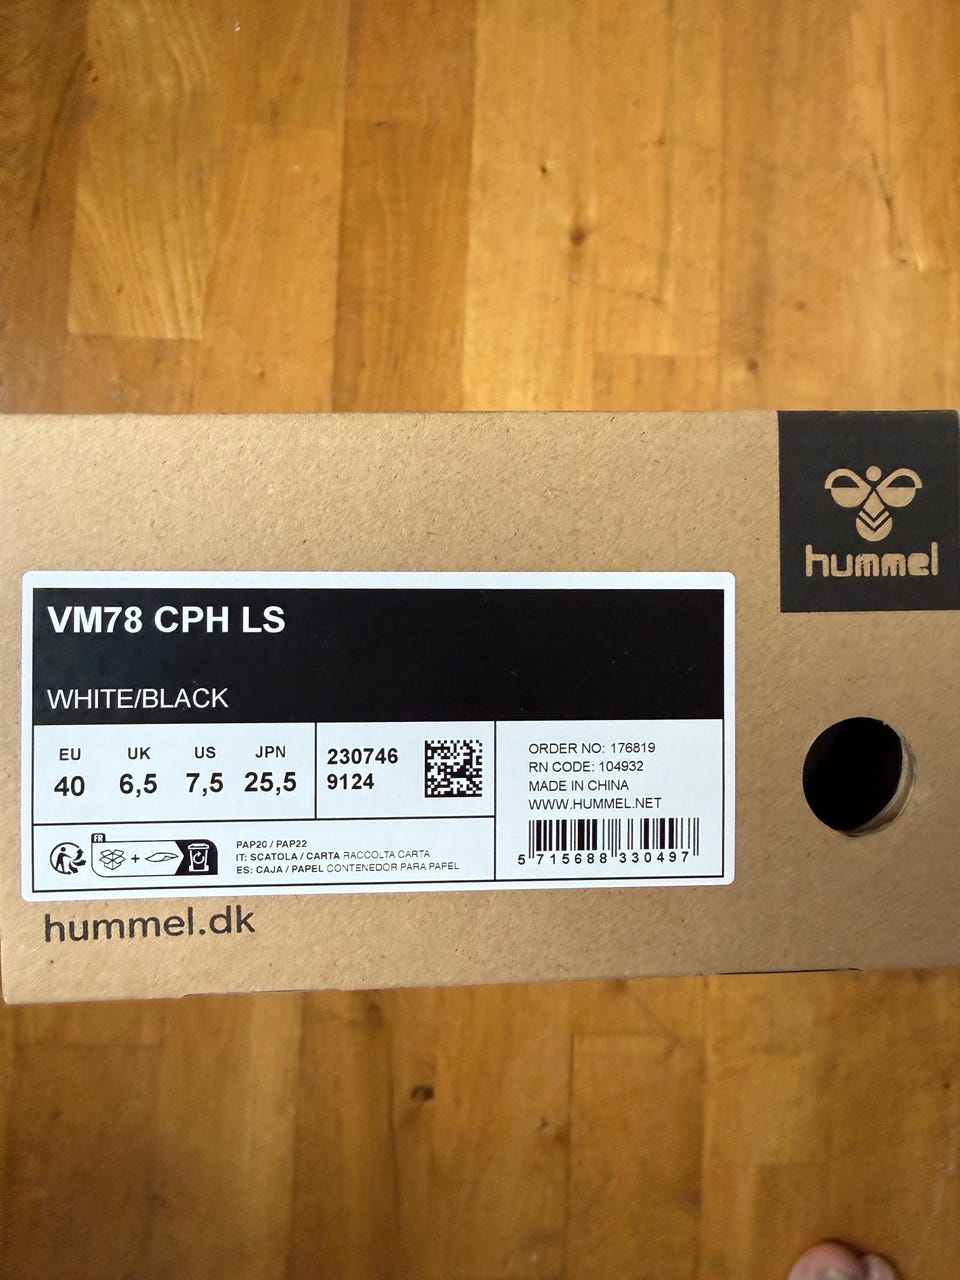 hummel
VM78 CPH LS
WHITE/BLACK
EU UK US JPN
40 6,5 7,5 25,5
230746
9124
ORDER NO: 176819
RN CODE: 104932
MADE IN CHINA
WWW.HUMMEL.NET
5 715688 330497
FR
+
PAP20 / PAP22
IT: SCATOLA / CARTA RACCOLTA CARTA
ES: CAJA / PAPEL CONTENEDOR PARA PAPEL
hummel.dk